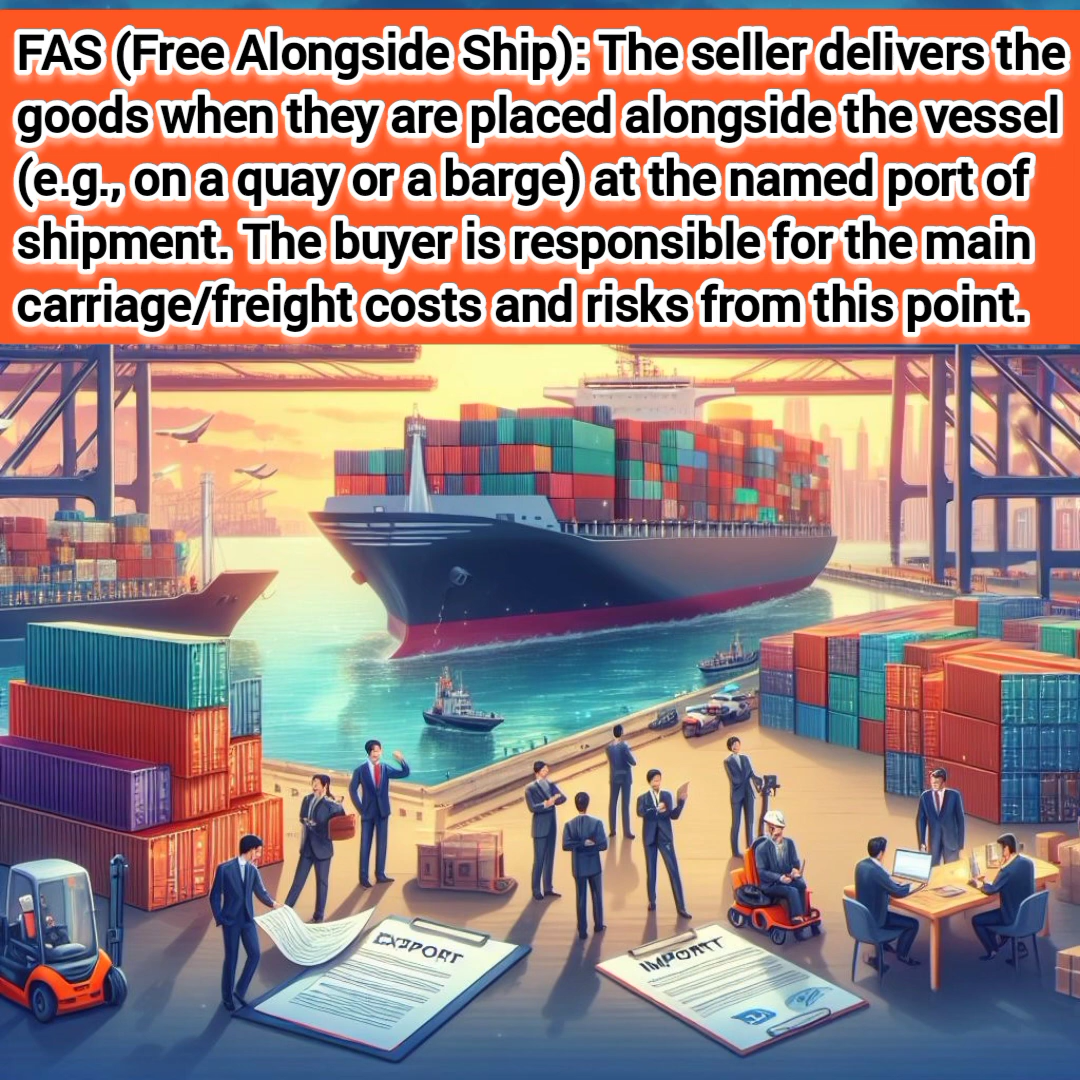 FAS (Free Alongside Ship): The seller delivers the
goods when they are placed alongside the vessel
(e.g., on a quay or a barge) at the named port of
shipment. The buyer is responsible for the main
carriage/freight costs and risks from this point.
EXPORT
IMPORT